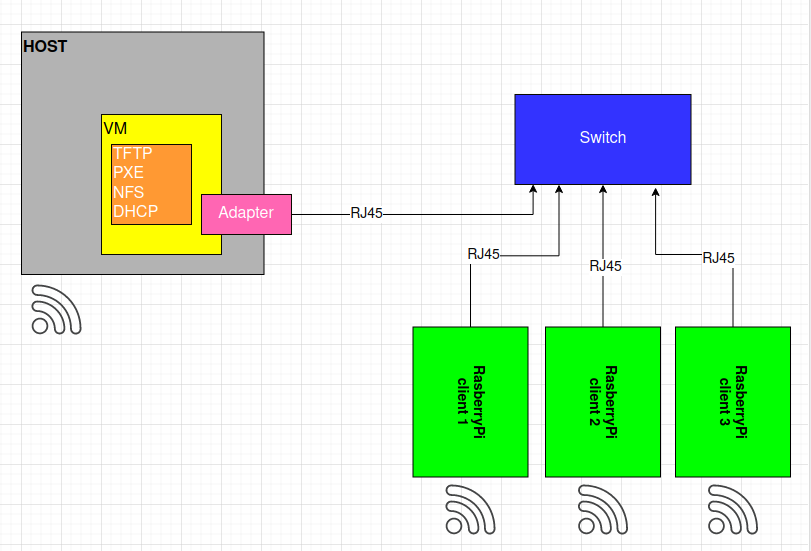 HOST
VM
TFTP
PXE
NFS
DHCP
Adapter
RJ45
Switch
RJ45
RJ45
RJ45
RasberryPi
client 1
RasberryPi
client 2
RasberryPi
client 3